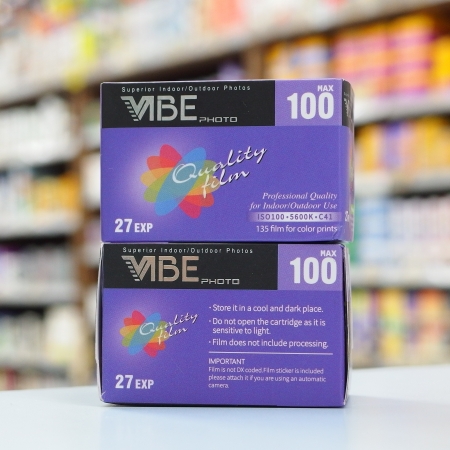 Superior Indoor/Outdoor Photos
VIBE PHOTO
MAX
100
Quality
film
Professional Quality
for Indoor/Outdoor Use
ISO100・5600K・C41
135 film for color prints
27 EXP
Superior Indoor/Outdoor Photos
VIBE PHOTO
MAX
100
Quality
film
・Store it in a cool and dark place.
・Do not open the cartridge as it is
sensitive to light.
・Film does not include processing.
IMPORTANT
Film is not DX coded.Film sticker is included
please attach it if you are using an automatic
camera.
27 EXP